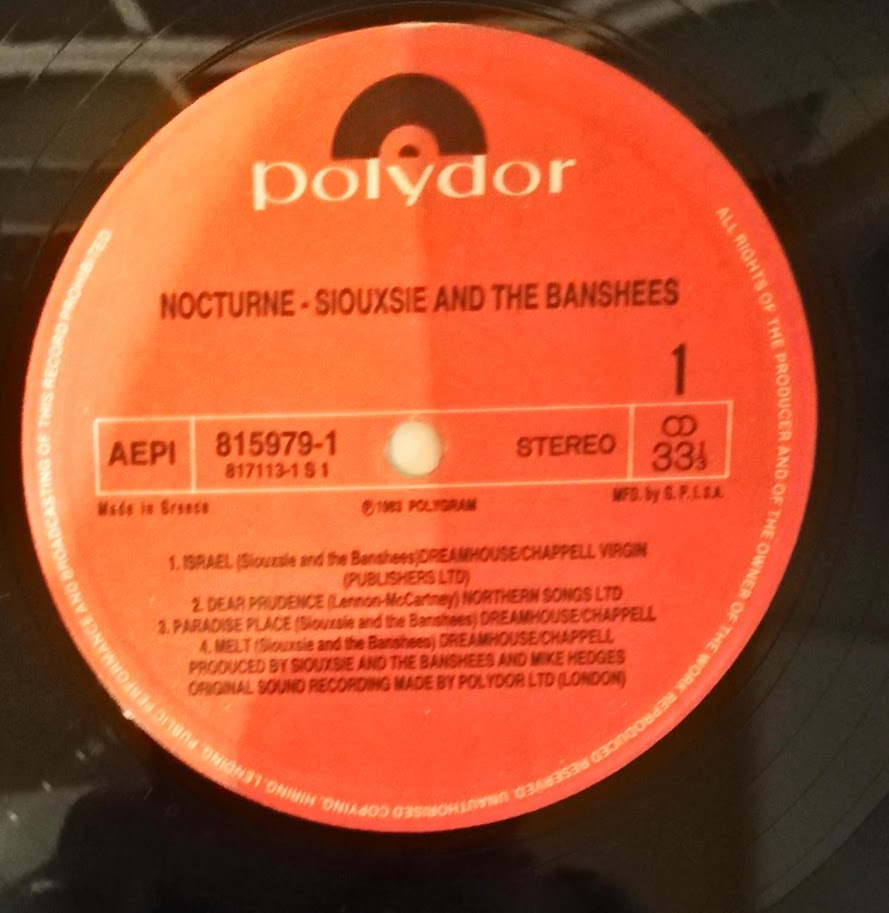 polydor
NOCTURNE - SIOUXSIE AND THE BANSHEES
1
AEPI
815979-1
817113-1 S 1
STEREO
33⅓
Made in Greece
℗1983 POLYGRAM
MFD. by G. P. I. S.A.
1. ISRAEL (Siouxsie and the Banshees)DREAMHOUSE/CHAPPELL VIRGIN
(PUBLISHERS LTD)
2. DEAR PRUDENCE (Lennon-McCartney) NORTHERN SONGS LTD
3. PARADISE PLACE (Siouxsie and the Banshees) DREAMHOUSE/CHAPPELL
4. MELT (Siouxsie and the Banshees) DREAMHOUSE/CHAPPELL
PRODUCED BY SIOUXSIE AND THE BANSHEES AND MIKE HEDGES
ORIGINAL SOUND RECORDING MADE BY POLYDOR LTD (LONDON)
ALL RIGHTS OF THE PRODUCER AND OF THE OWNER OF THE WORK REPRODUCED RESERVED. UNAUTHORISED COPYING, HIRING, LENDING, PUBLIC PERFORMANCE AND BROADCASTING OF THIS RECORD PROHIBITED